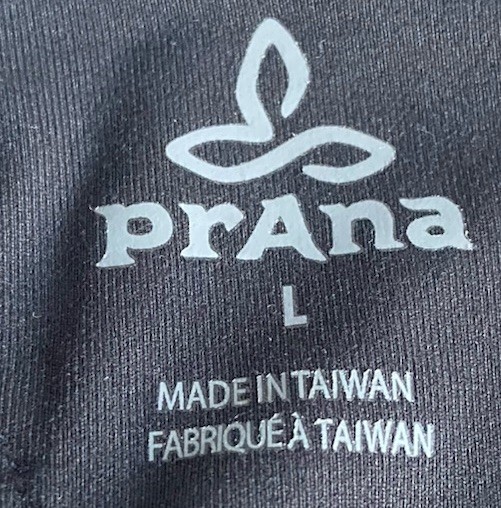 prAna
L
MADE IN TAIWAN
FABRIQUÉ À TAIWAN